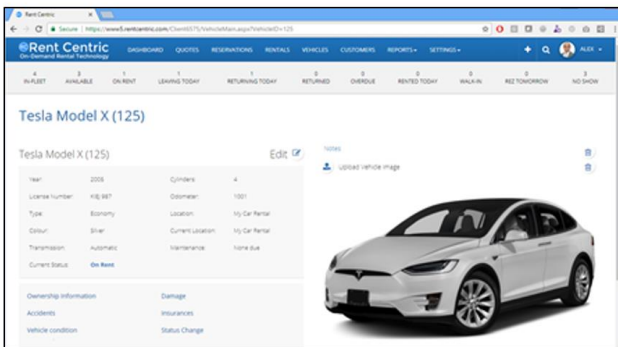 Rent Centric
Secure https://www5.rentcentric.com/Client6575/VehicleMain.aspx?VehicleID=125
Rent Centric
On-Demand Rental Technology
DASHBOARD QUOTES RESERVATIONS RENTALS VEHICLES CUSTOMERS REPORTS SETTINGS ALEX
4 3 1 1 1 0 0 0 0 0 3
IN-FLEET AVAILABLE ON RENT LEAVING TODAY RETURNING TODAY RETURNED OVERDUE RENTED TODAY WALK-IN REZ TOMORROW NO SHOW
Tesla Model X (125)
Tesla Model X (125) Edit
Notes
Upload Vehicle Image
Year: Cylinders: 4
License Number: Odometer: 1001
Type: Economy Location: My Car Rental
Colour: Silver Current Location: My Car Rental
Transmission: Automatic Maintenance: None due
Current Status: On Rent
Ownership Information Damage
Accidents Insurances
Vehicle condition Status Change